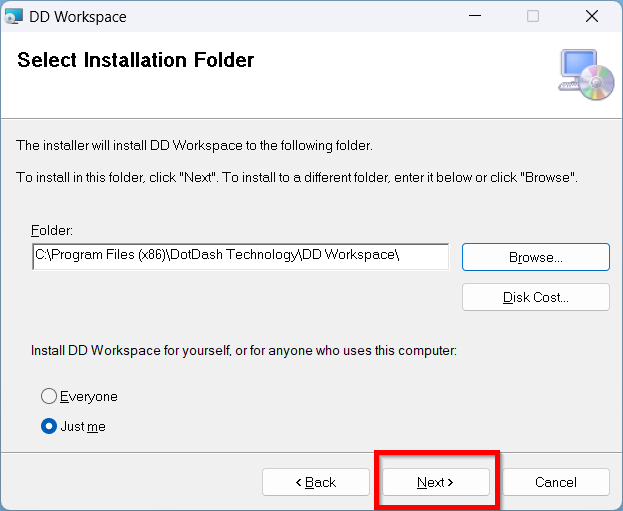 DD Workspace
Select Installation Folder
The installer will install DD Workspace to the following folder.
To install in this folder, click "Next". To install to a different folder, enter it below or click "Browse".
Folder:
C:\Program Files (x86)\DotDash Technology\DD Workspace\
Browse...
Disk Cost...
Install DD Workspace for yourself, or for anyone who uses this computer:
Everyone
Just me
< Back
Next >
Cancel